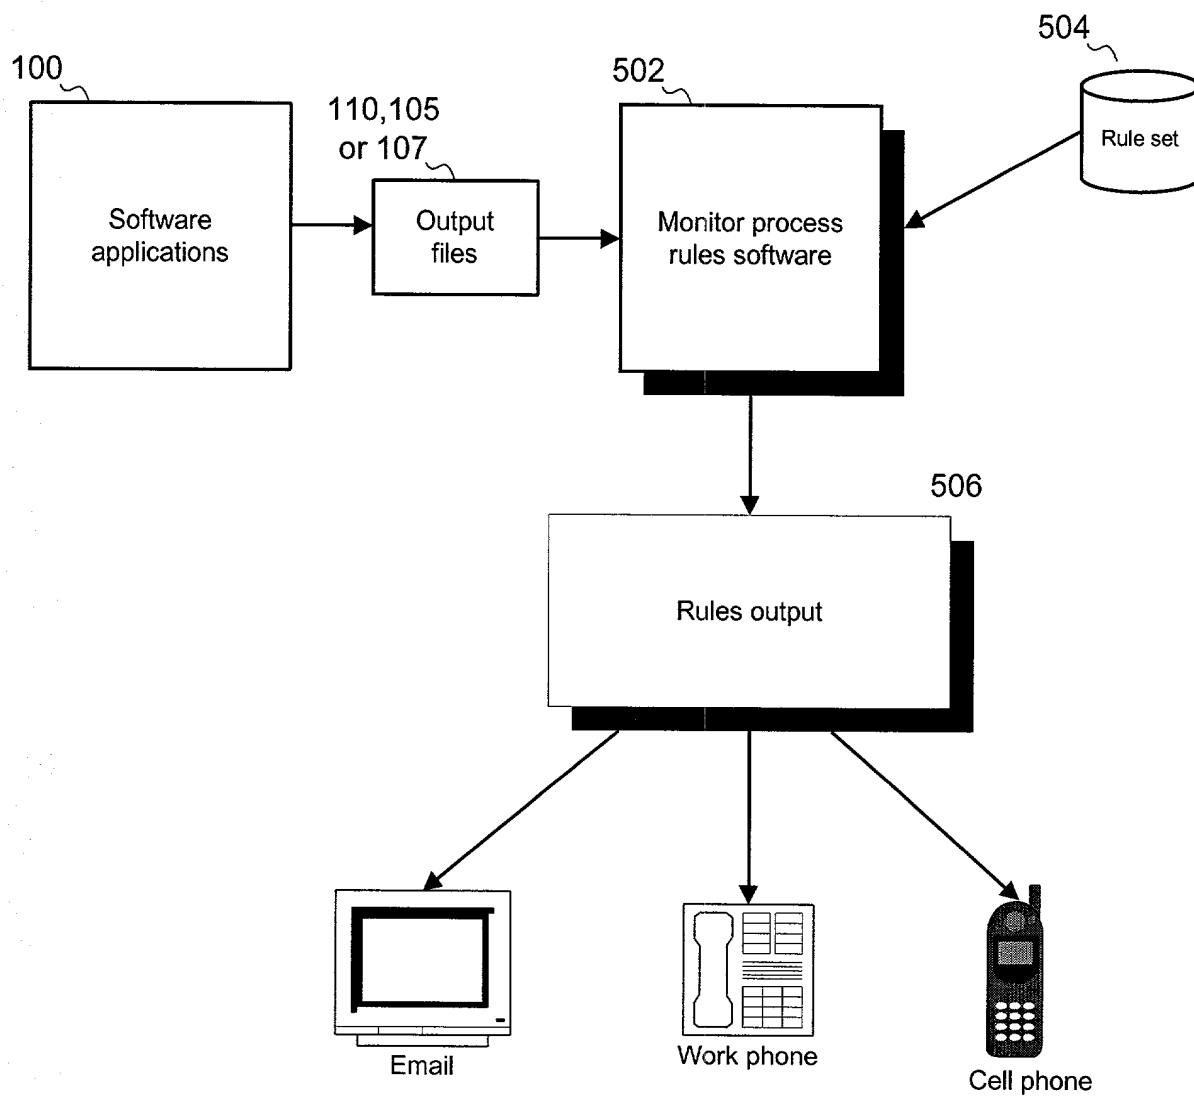 504
100
502
110,105
or 107
Rule set
Software
applications
Output
files
Monitor process
rules software
506
Rules output
Email
Work phone
Cell phone